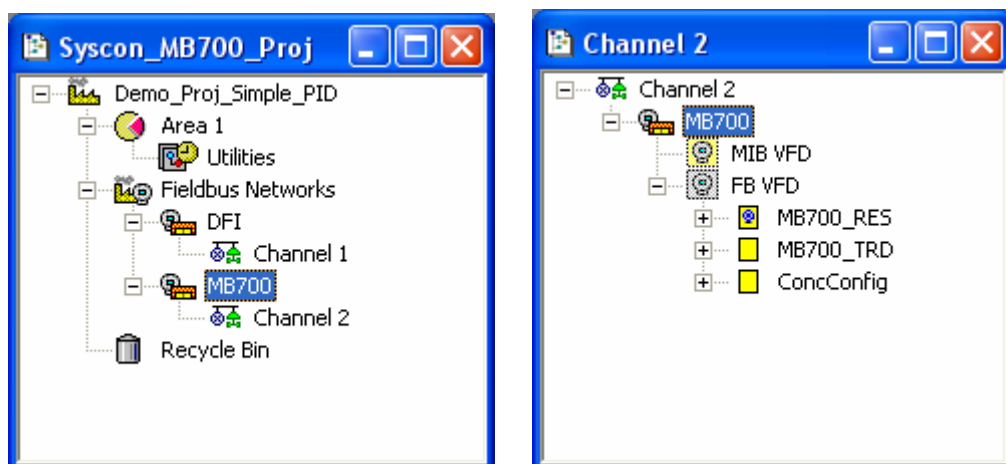 Syscon_MB700_Proj
Demo_Proj_Simple_PID
Area 1
Utilities
Fieldbus Networks
DFI
Channel 1
MB700
Channel 2
Recycle Bin
Channel 2
Channel 2
MB700
MIB VFD
FB VFD
MB700_RES
MB700_TRD
ConcConfig